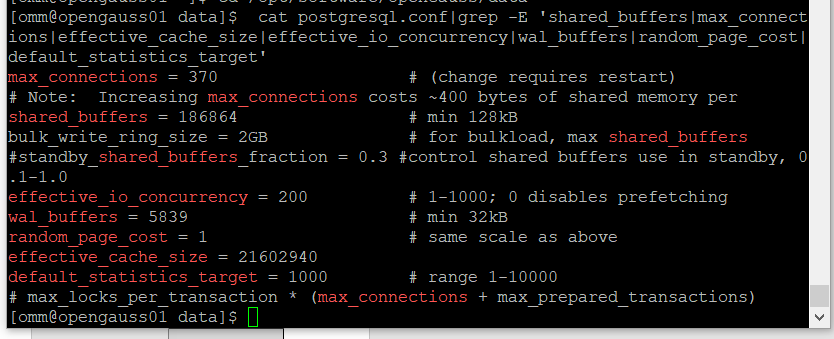 [omm@opengauss01 data]$  cat postgresql.conf|grep -E 'shared_buffers|max_connect
ions|effective_cache_size|effective_io_concurrency|wal_buffers|random_page_cost|
default_statistics_target'
max_connections = 370                   # (change requires restart)
# Note:  Increasing max_connections costs ~400 bytes of shared memory per
shared_buffers = 186864                 # min 128kB
bulk_write_ring_size = 2GB              # for bulkload, max shared_buffers
#standby_shared_buffers_fraction = 0.3 #control shared buffers use in standby, 0
.1-1.0
effective_io_concurrency = 200          # 1-1000; 0 disables prefetching
wal_buffers = 5839                      # min 32kB
random_page_cost = 1                    # same scale as above
effective_cache_size = 21602940
default_statistics_target = 1000        # range 1-10000
# max_locks_per_transaction * (max_connections + max_prepared_transactions)
[omm@opengauss01 data]$